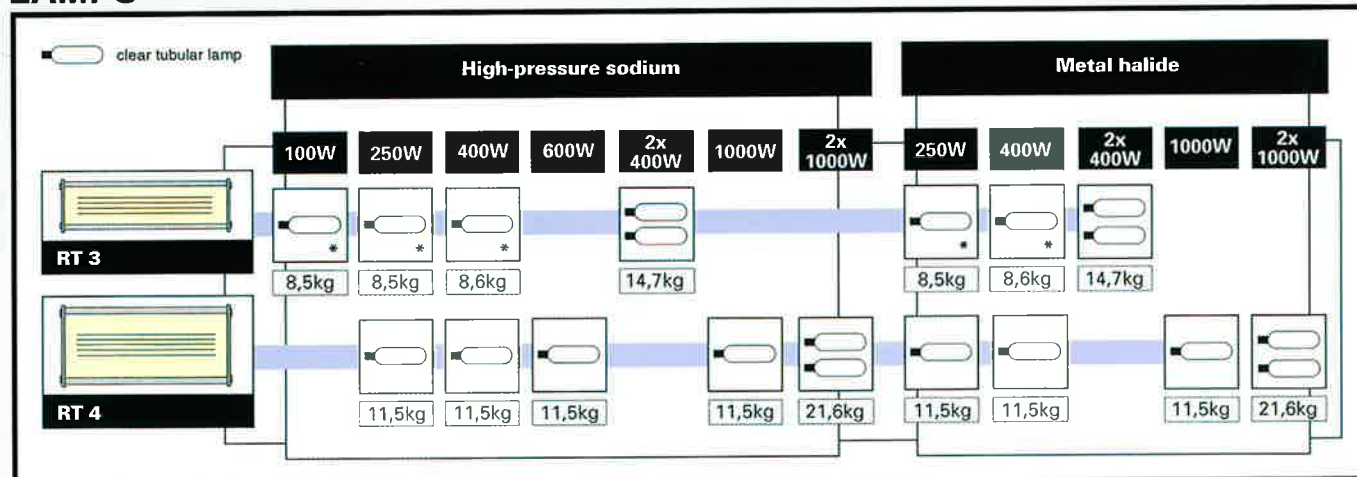 clear tubular lamp
High-pressure sodium
Metal halide
100W 250W 400W 600W 2x 400W 1000W 2x 1000W 250W 400W 2x 400W 1000W 2x 1000W
* * * * *
RT 3
8,5kg 8,5kg 8,6kg 14,7kg 8,5kg 8,6kg 14,7kg
RT 4
11,5kg 11,5kg 11,5kg 11,5kg 21,6kg 11,5kg 11,5kg 11,5kg 21,6kg